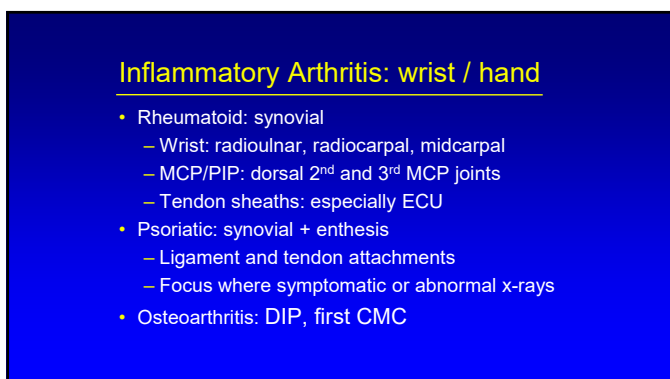 Inflammatory Arthritis: wrist / hand
• Rheumatoid: synovial
– Wrist: radioulnar, radiocarpal, midcarpal
– MCP/PIP: dorsal 2nd and 3rd MCP joints
– Tendon sheaths: especially ECU
• Psoriatic: synovial + enthesis
– Ligament and tendon attachments
– Focus where symptomatic or abnormal x-rays
• Osteoarthritis: DIP, first CMC